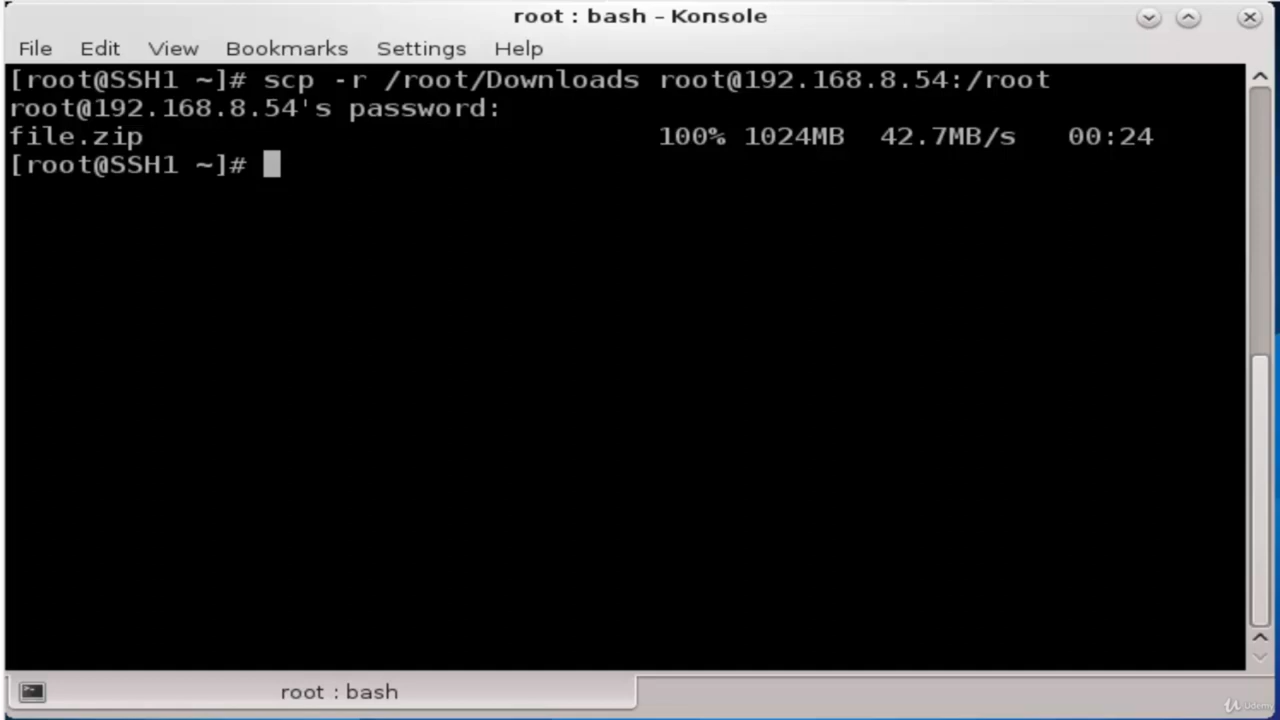 root : bash – Konsole
File Edit View Bookmarks Settings Help
[root@SSH1 ~]# scp -r /root/Downloads root@192.168.8.54:/root
root@192.168.8.54's password:
file.zip 100% 1024MB 42.7MB/s 00:24
[root@SSH1 ~]#
root : bash
Udemy